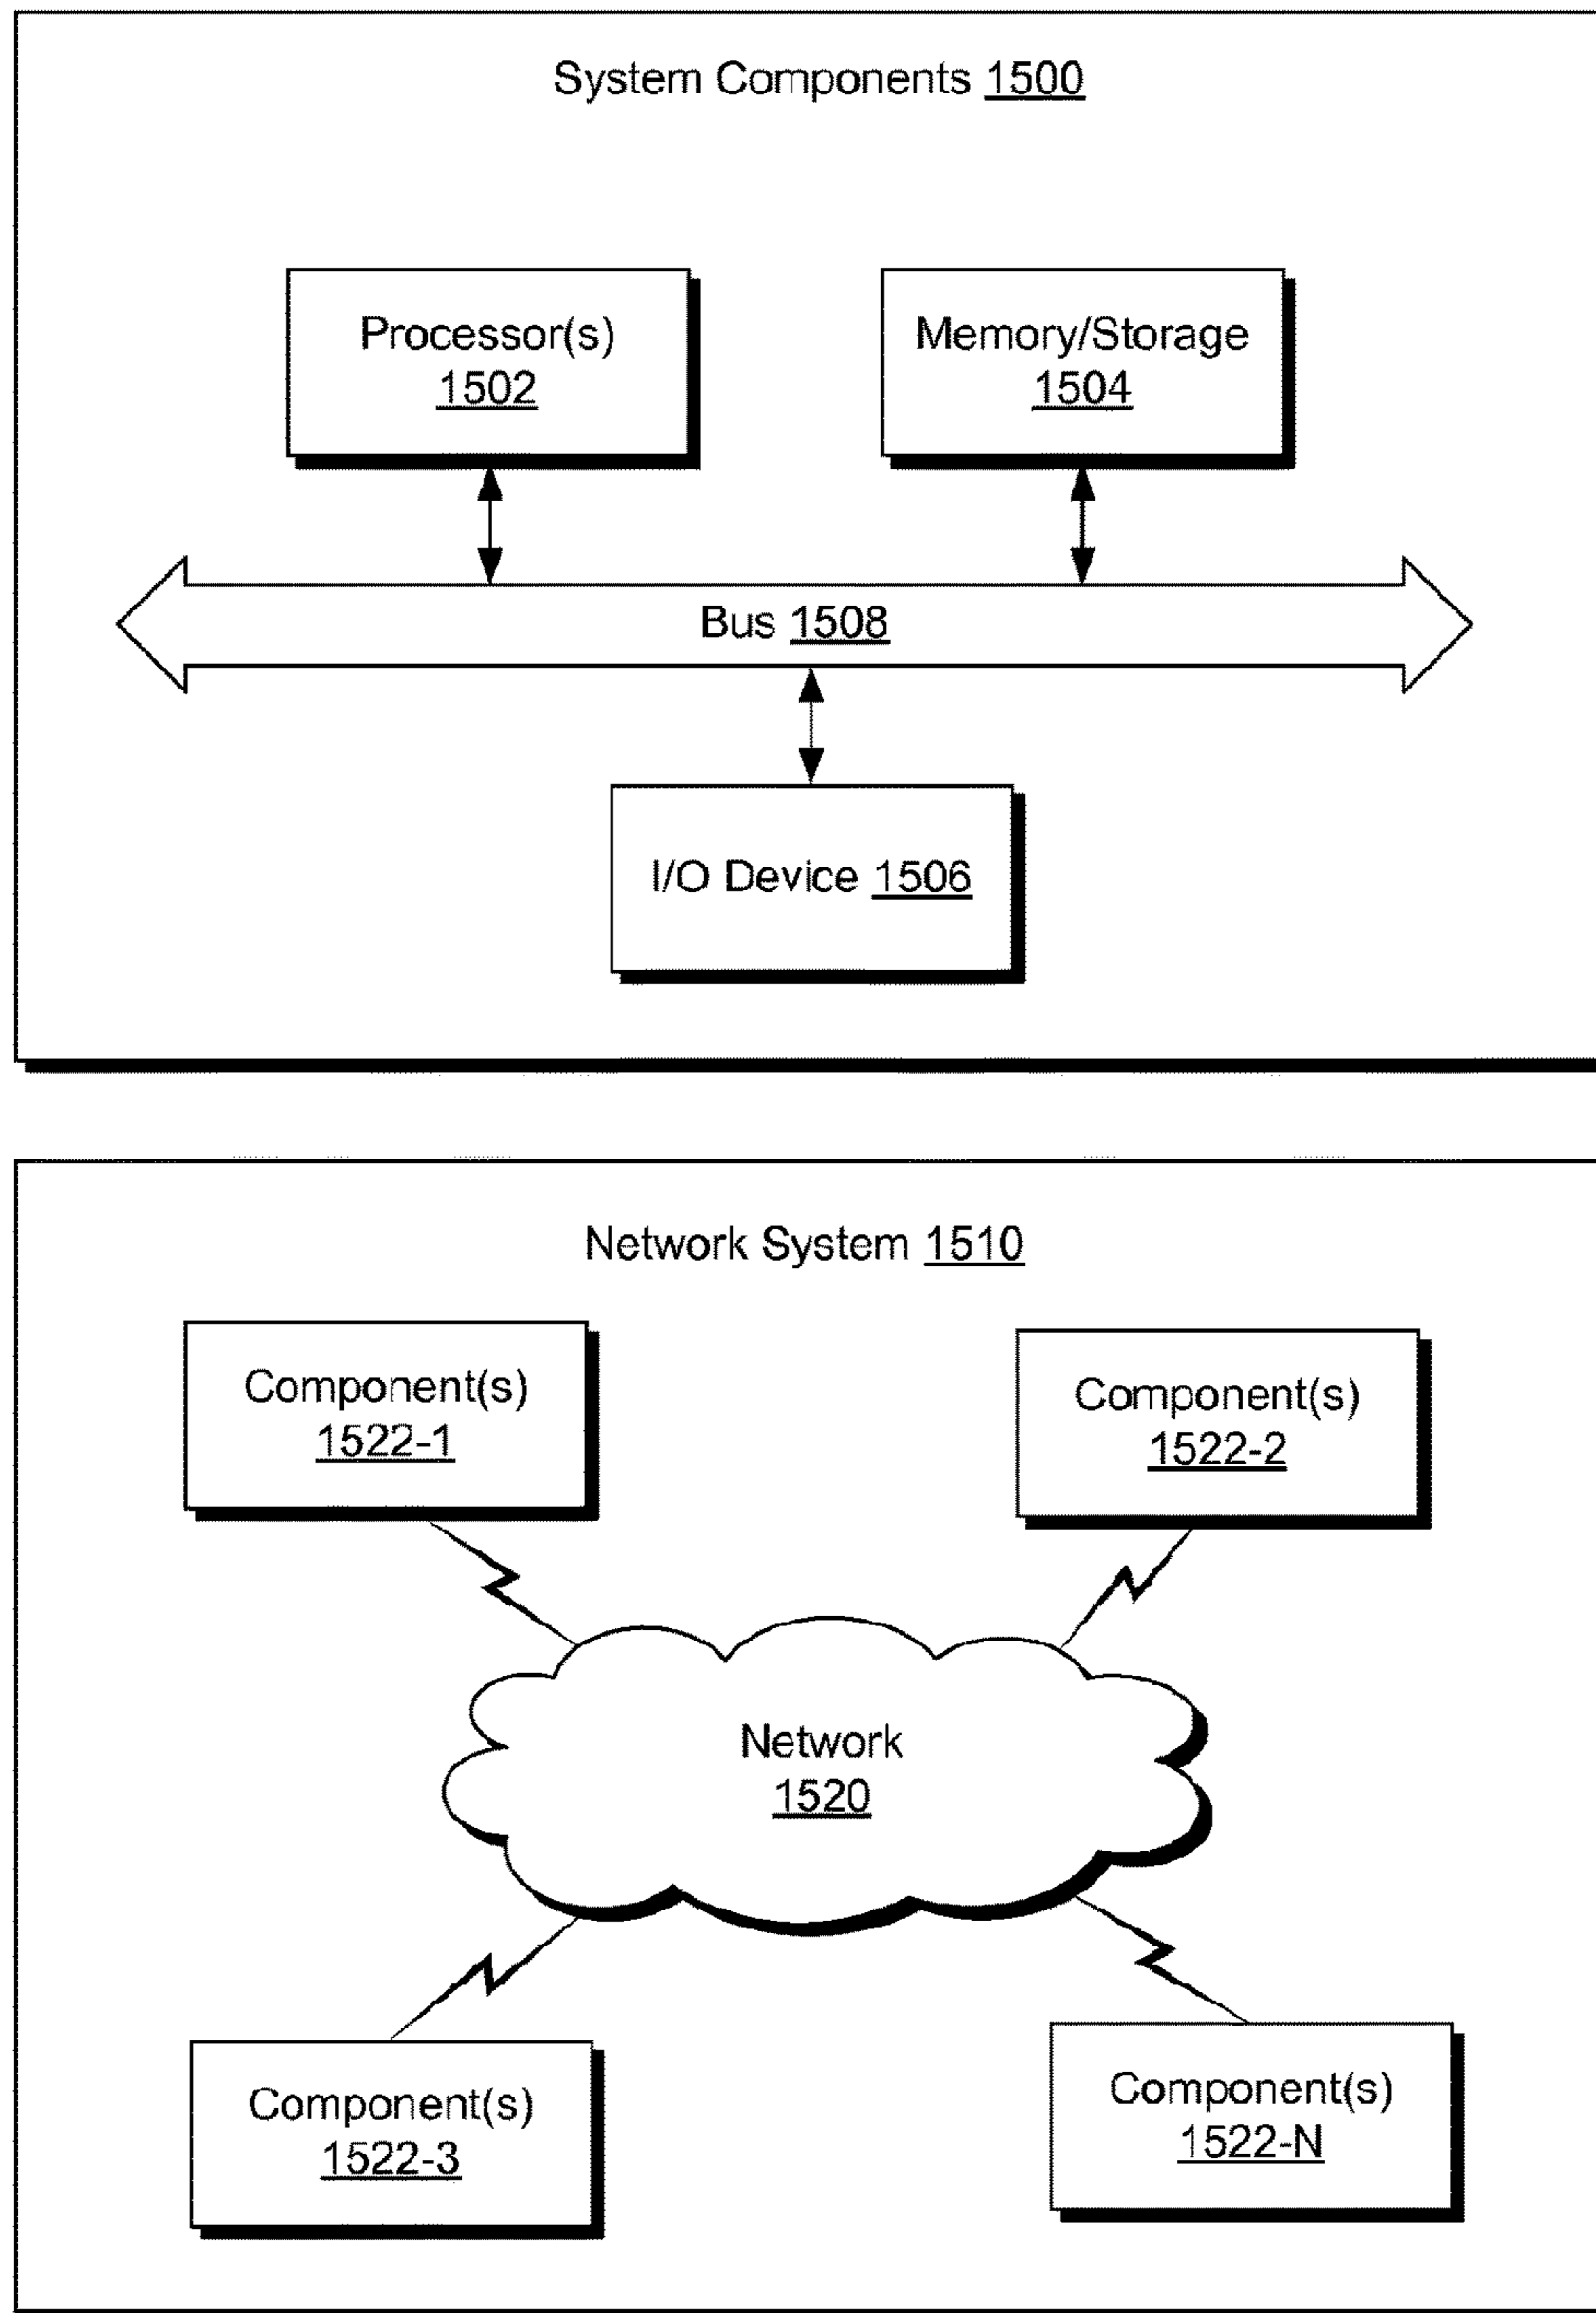 System Components 1500
Processor(s)
1502
Memory/Storage
1504
Bus 1508
I/O Device 1506
Network System 1510
Component(s)
1522-1
Component(s)
1522-2
Network
1520
Component(s)
1522-3
Component(s)
1522-N